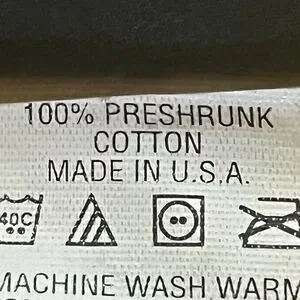 100% PRESHRUNK
COTTON
MADE IN U.S.A.
40C
MACHINE WASH WARM